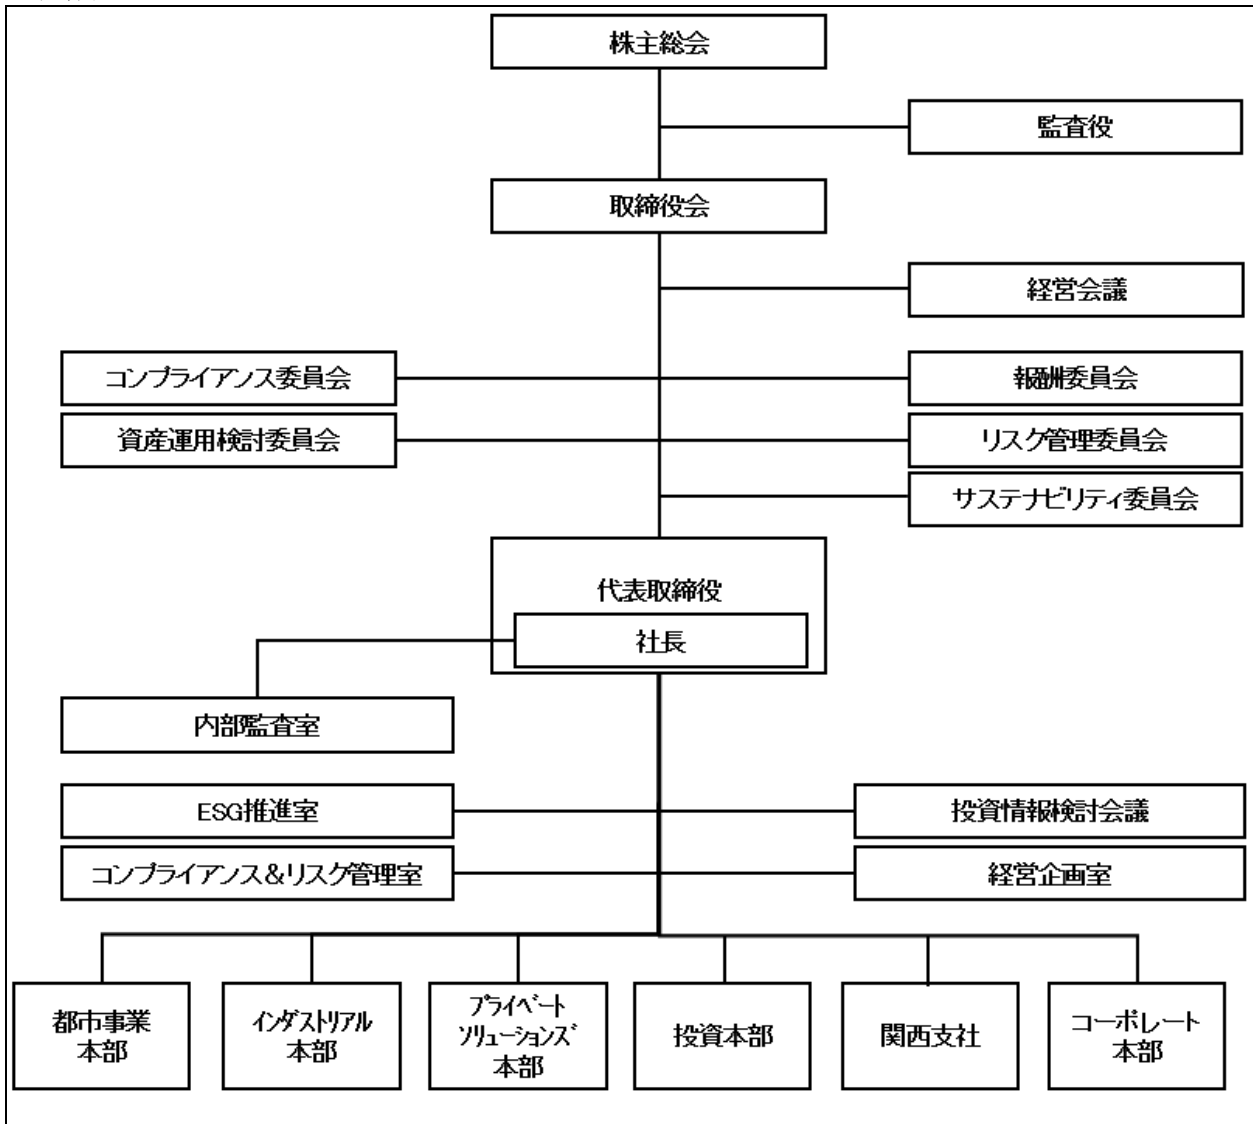 株主総会
監査役
取締役会
経営会議
コンプライアンス委員会
報酬委員会
資産運用検討委員会
リスク管理委員会
サステナビリティ委員会
代表取締役
社長
内部監査室
ESG推進室
投資情報検討会議
コンプライアンス&リスク管理室
経営企画室
都市事業
本部
インダストリアル
本部
プライベート
ソリューションズ
本部
投資本部
関西支社
コーポレート
本部